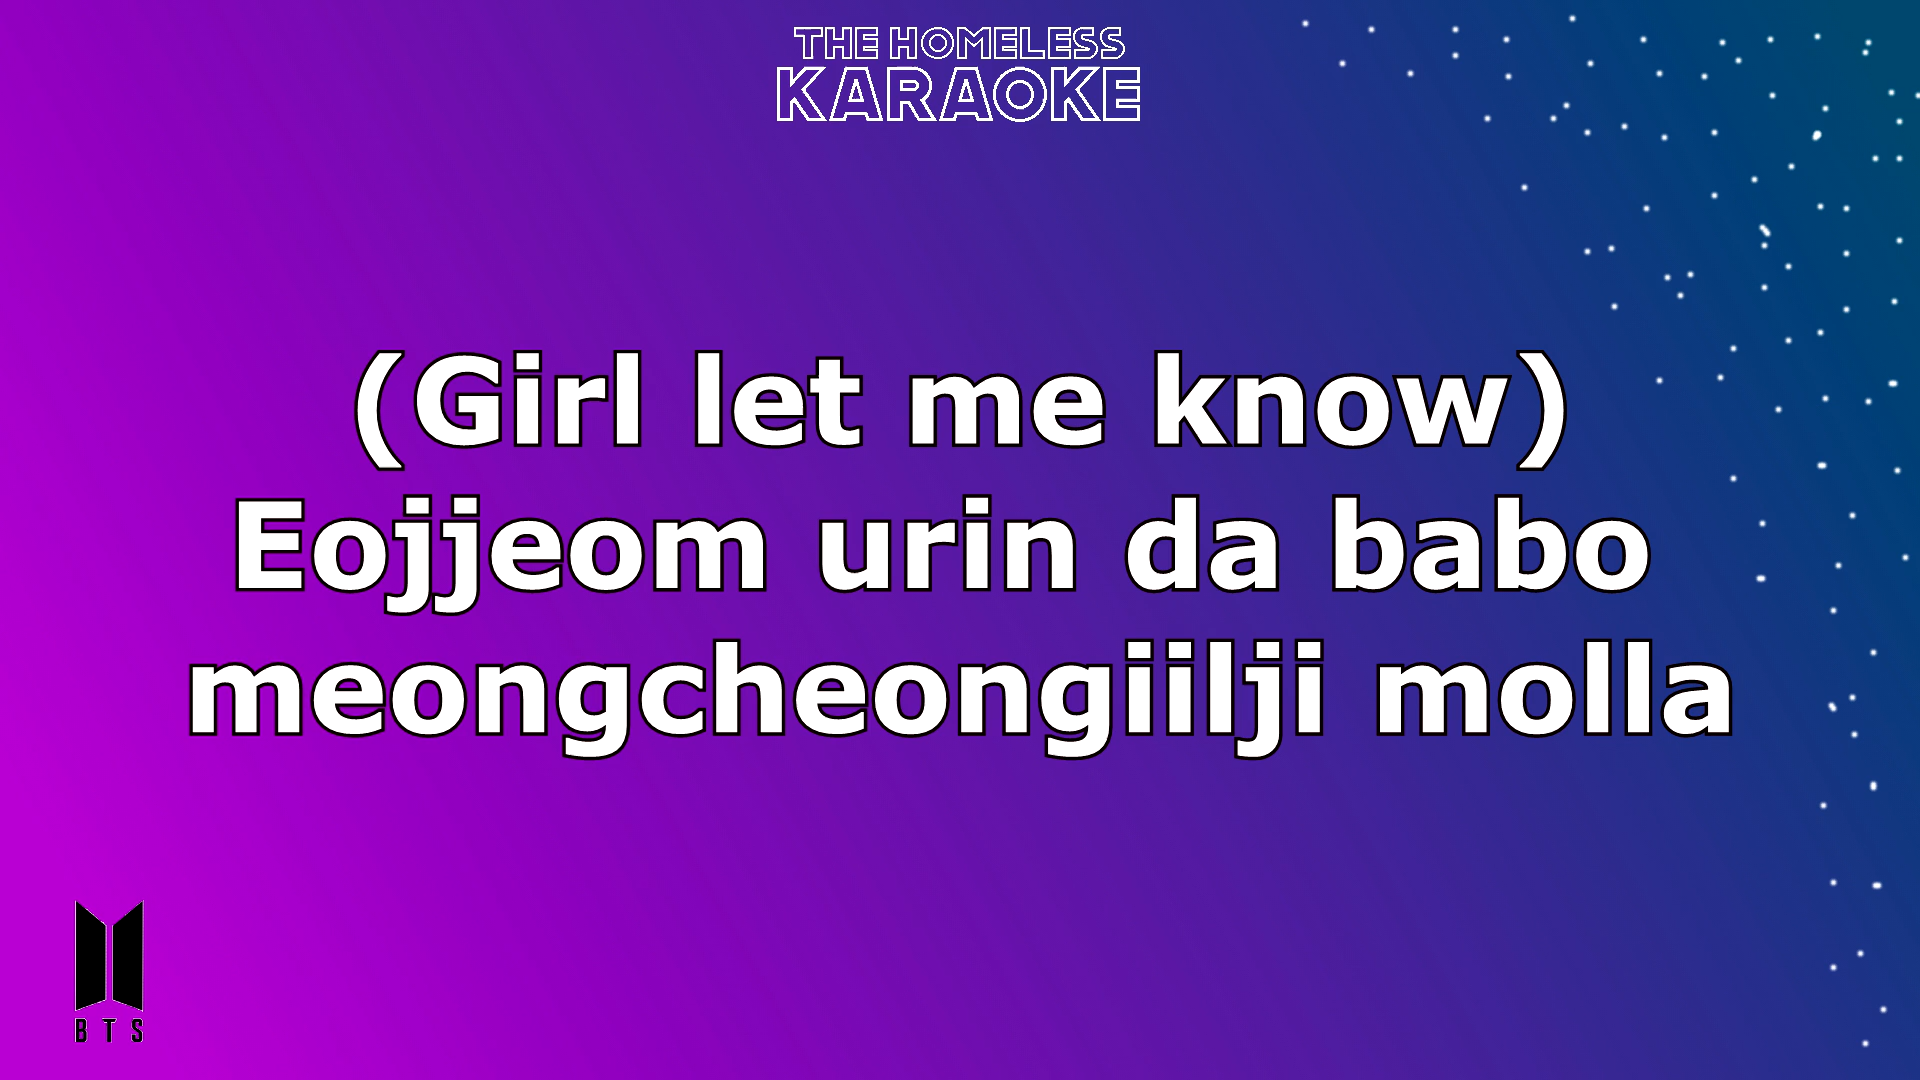 THE HOMELESS
KARAOKE
(Girl let me know)
Eojjeom urin da babo
meongcheongiilji molla
BTS